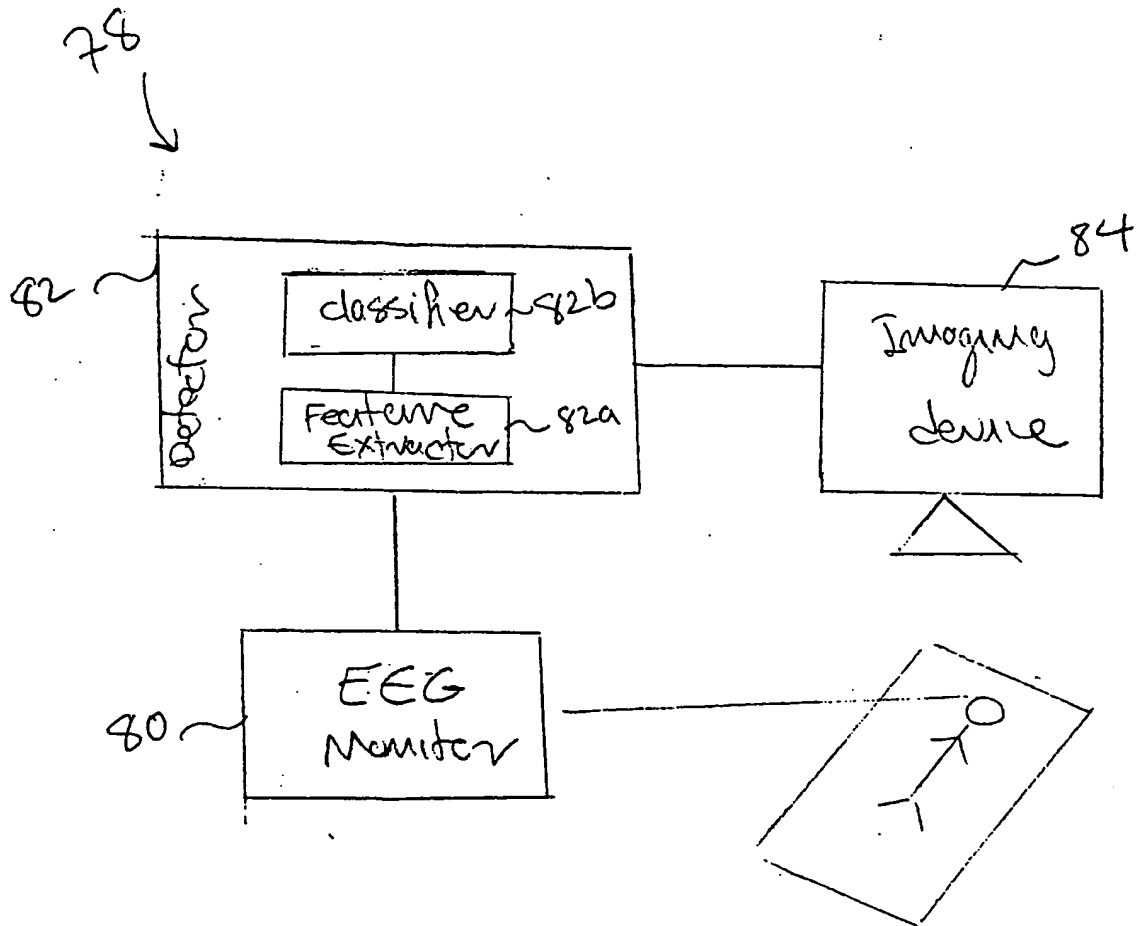 78
82
Detector
classifier
82b
Feature
Extractor
82a
84
Imaging
device
80
EEG
Monitor